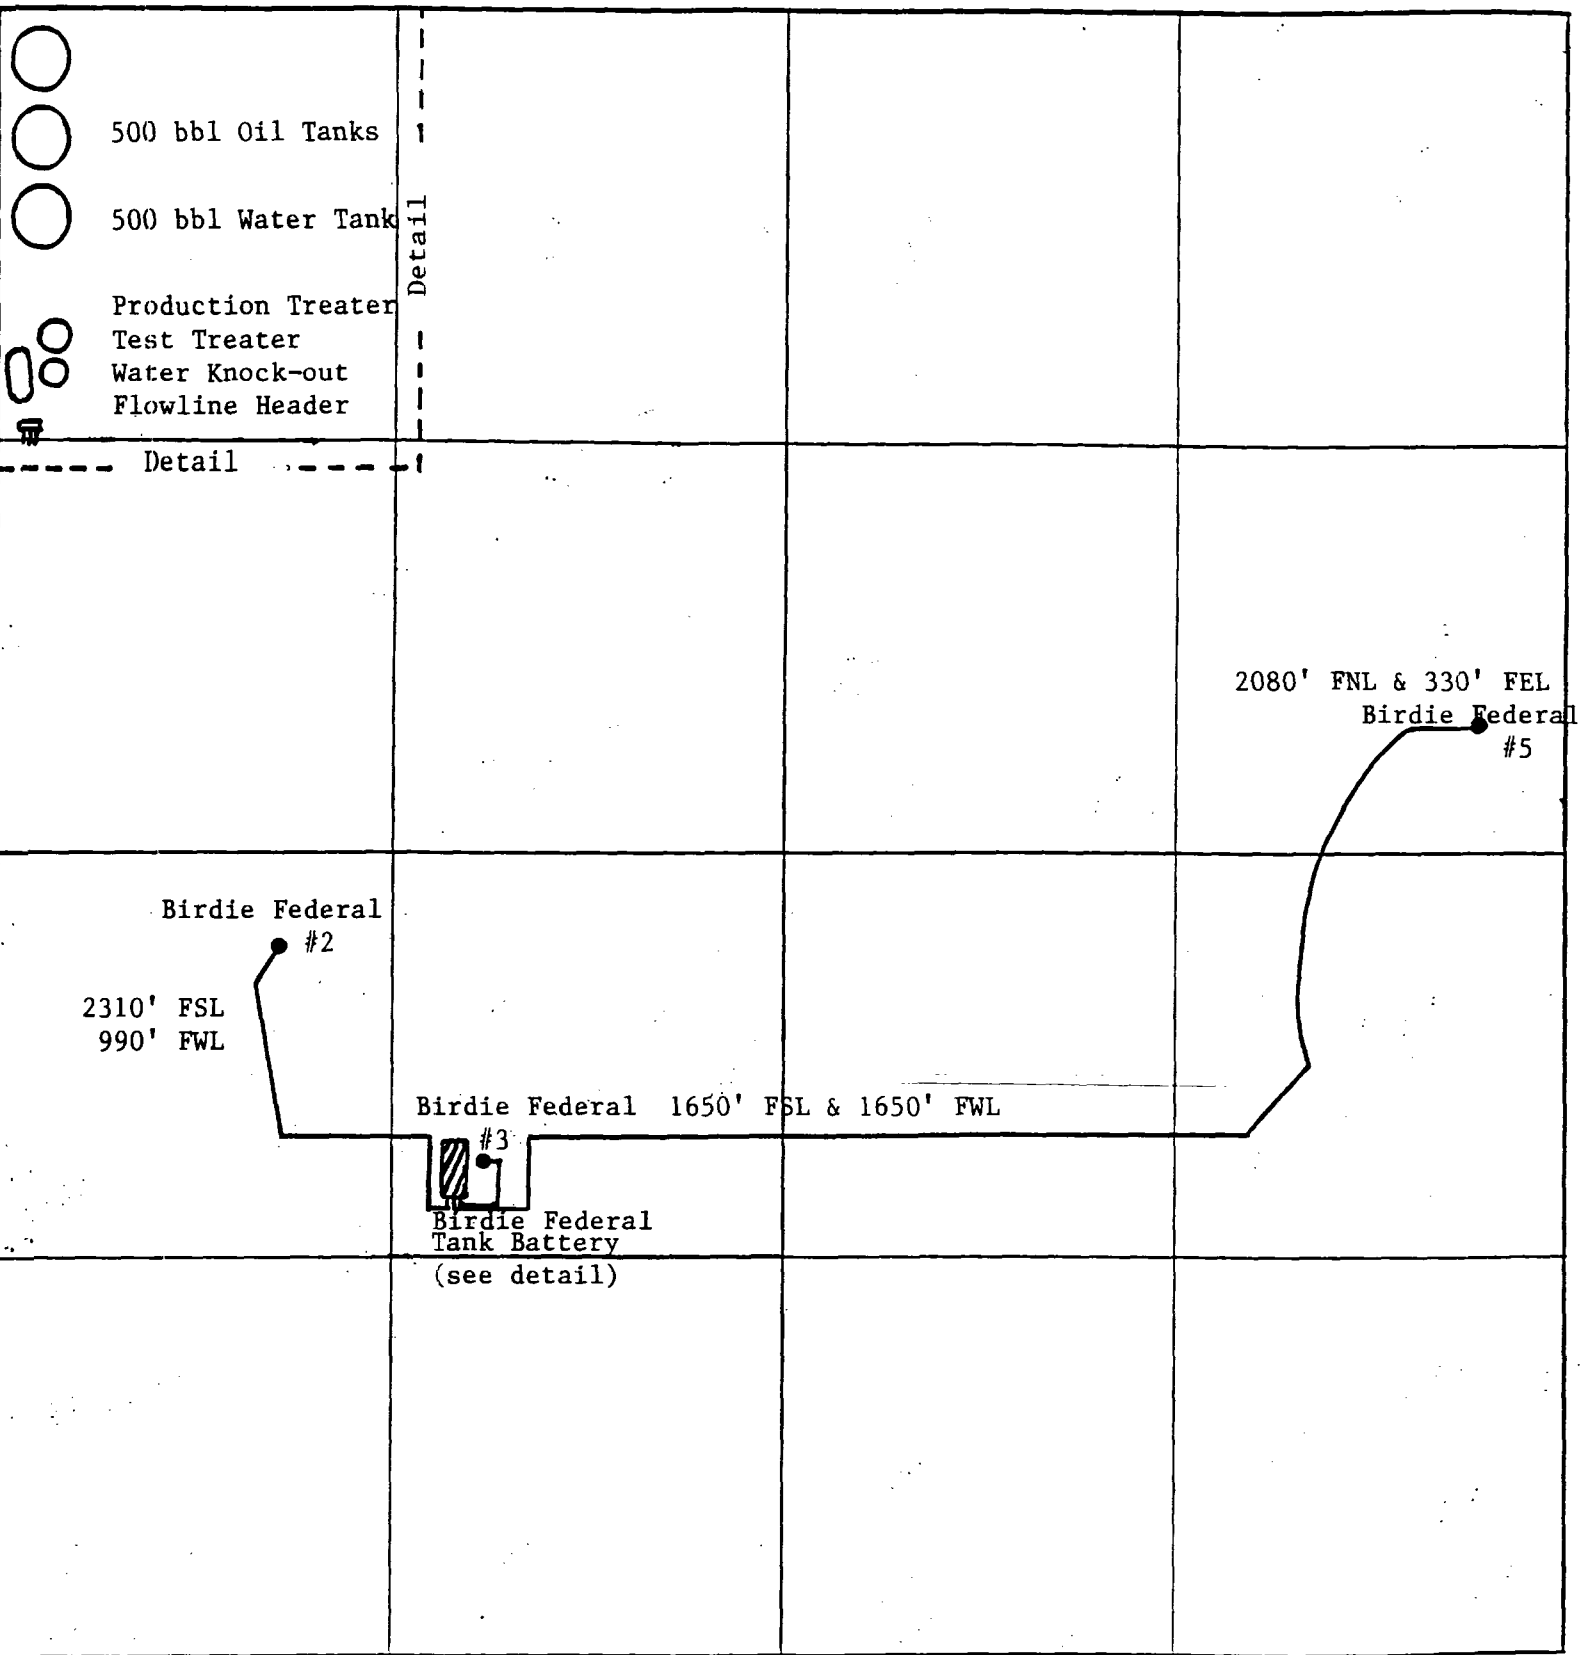 500 bbl Oil Tanks
500 bbl Water Tank
Detail
Production Treater
Test Treater
Water Knock-out
Flowline Header
Detail
2080' FNL & 330' FEL
Birdie Federal
#5
Birdie Federal
#2
2310' FSL
990' FWL
Birdie Federal 1650' FSL & 1650' FWL
#3
Birdie Federal
Tank Battery
(see detail)